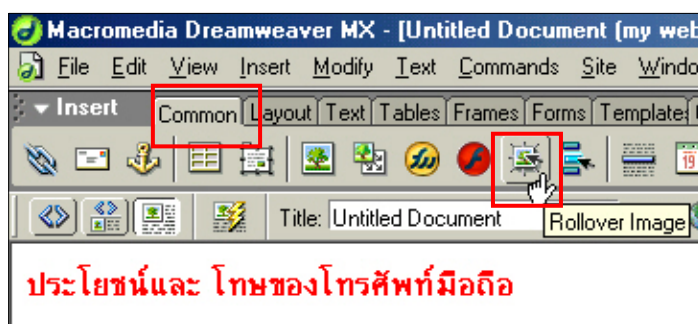 Macromedia Dreamweaver MX - [Untitled Document (my web
File Edit View Insert Modify Text Commands Site Windo
Insert Common Layout Text Tables Frames Forms Template
19
Title: Untitled Document
Rollover Image
ประโยชน์และ โทษของโทรศัพท์มือถือ